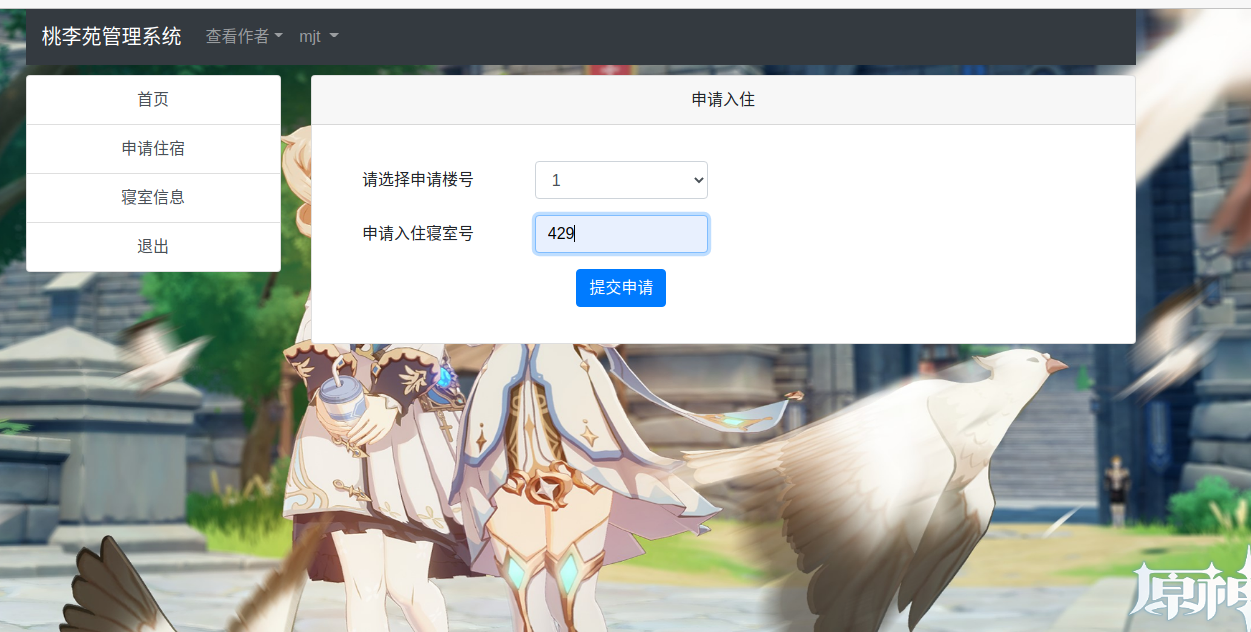 桃李苑管理系统 查看作者 mjt
首页
申请住宿
寝室信息
退出
申请入住
请选择申请楼号 1
申请入住寝室号 429
提交申请
原神